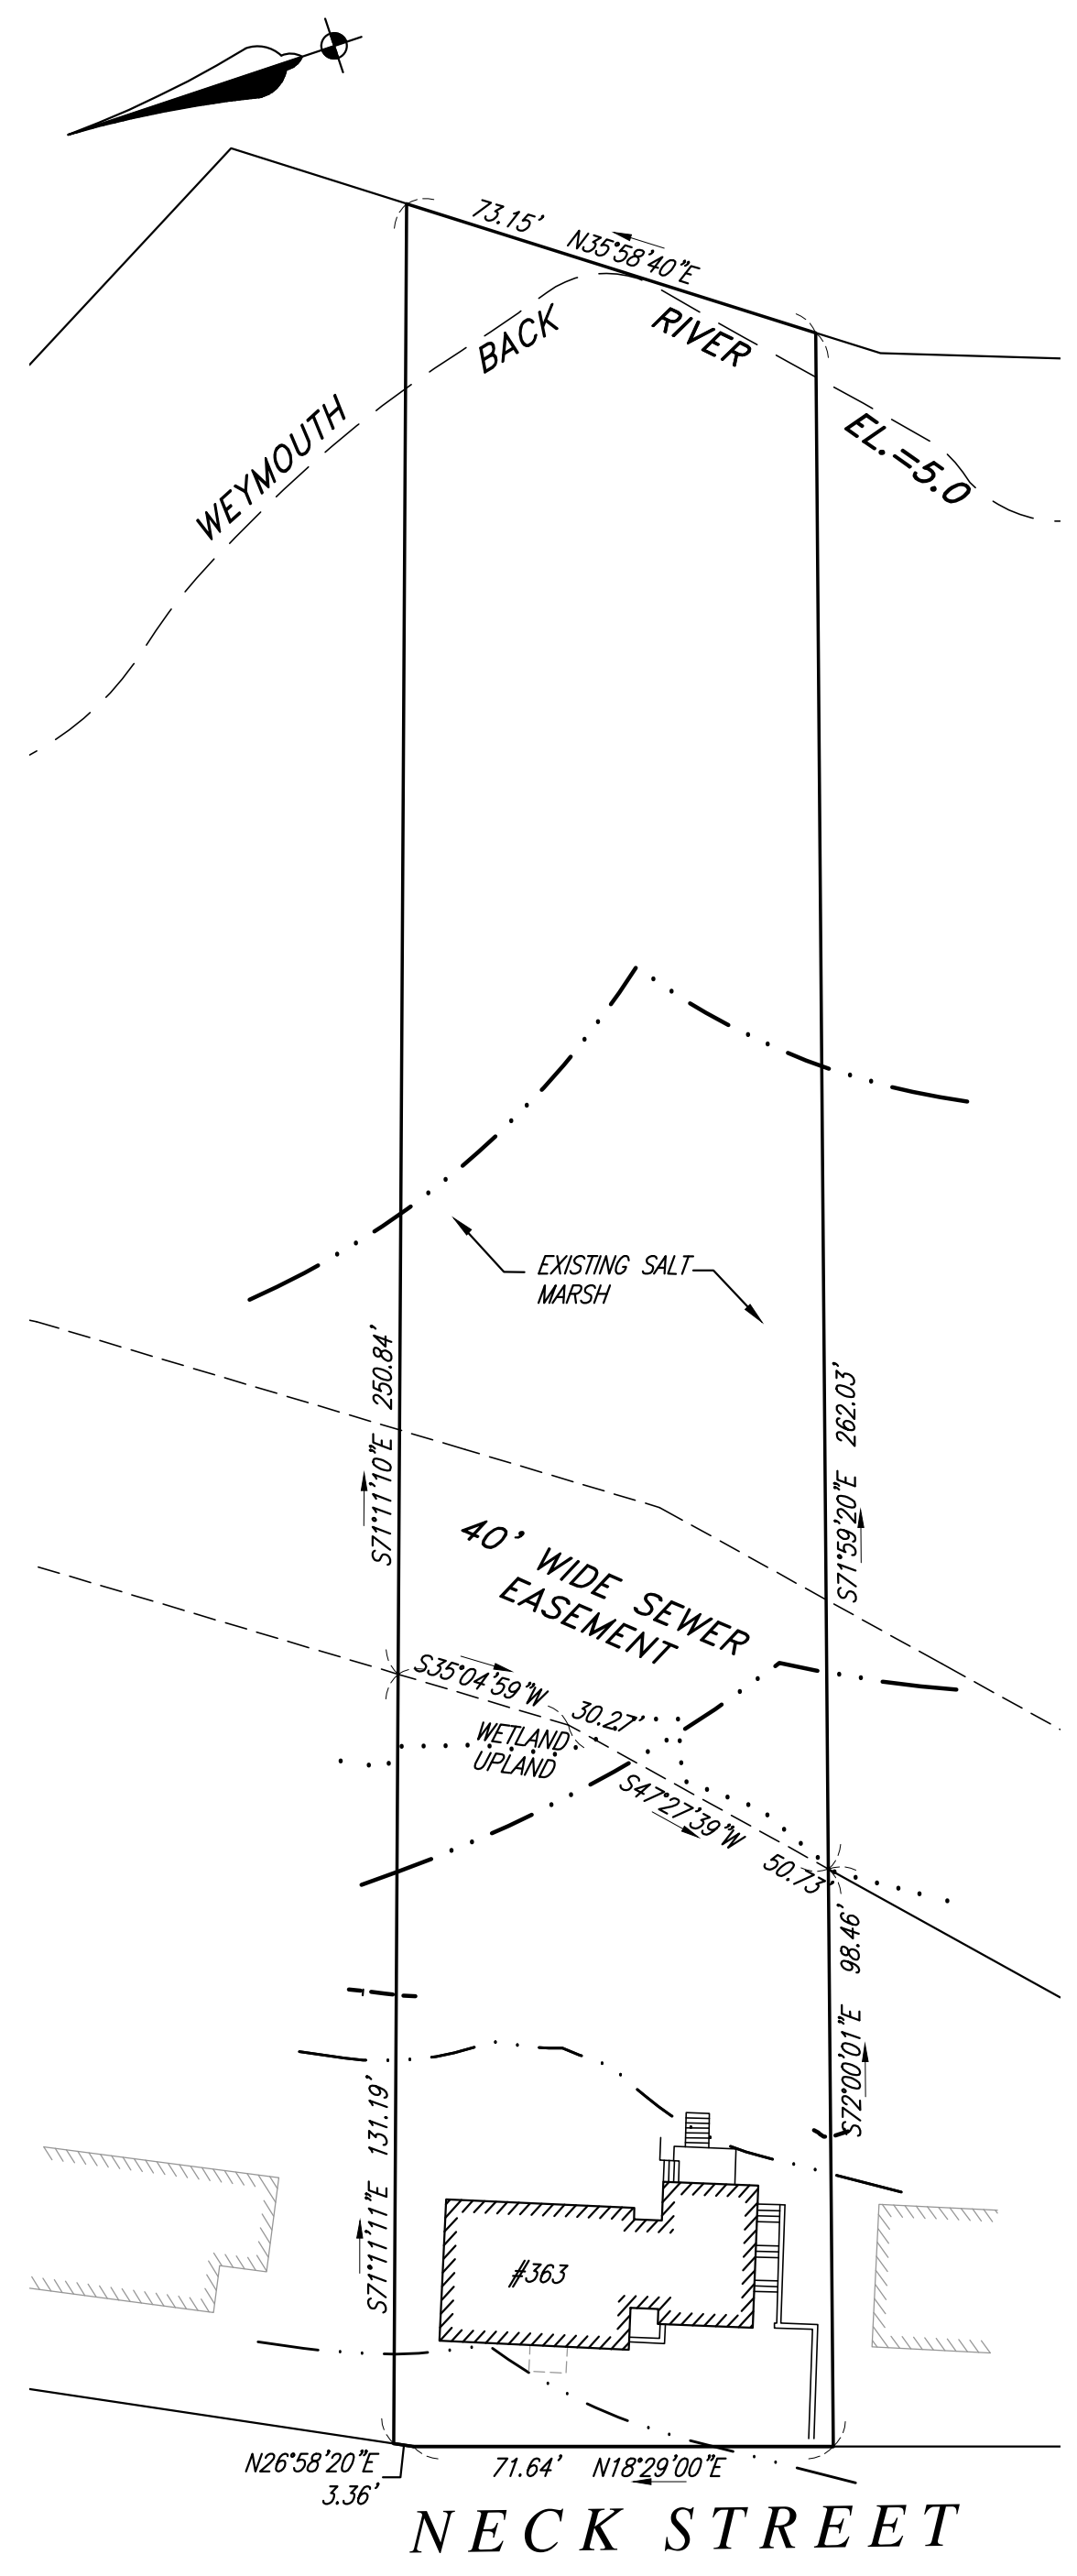 73.15' N35°58'40"E
WEYMOUTH BACK RIVER EL.=5.0
EXISTING SALT
MARSH
S71°11'10"E 250.84'
S71°59'20"E 262.03'
40' WIDE SEWER
EASEMENT
S35°04'59"W 30.27'
WETLAND
UPLAND
S47°27'39"W 50.73'
S72°00'01"E 98.46'
S71°11'11"E 131.19'
#363
N26°58'20"E
3.36'
71.64' N18°29'00"E
NECK STREET